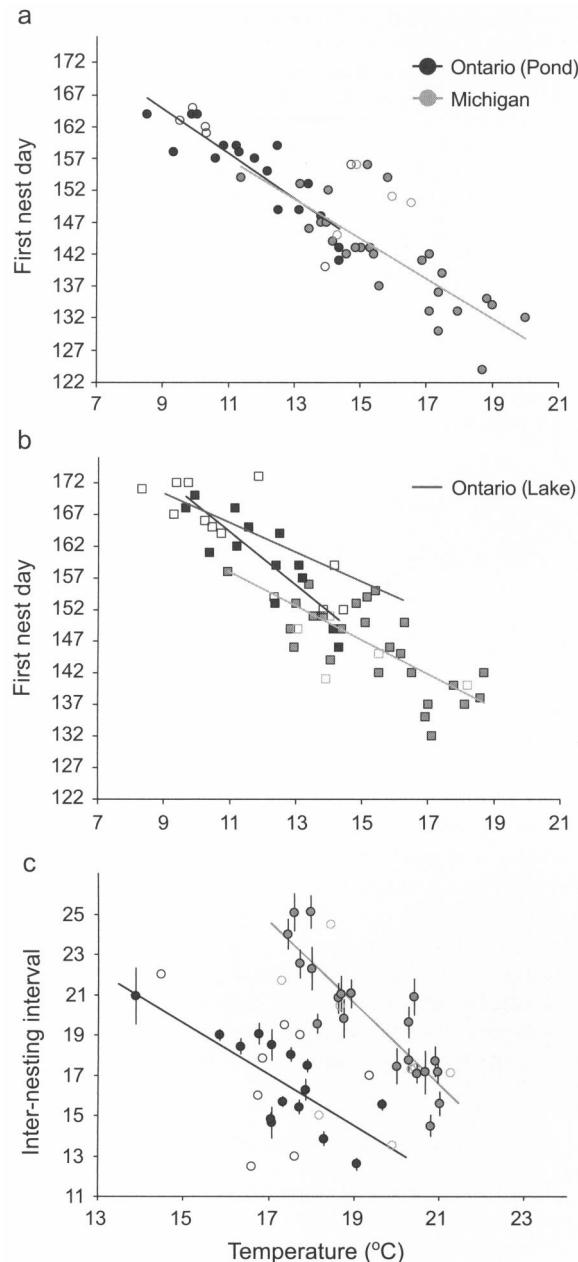 a
172
167
162
157
152
147
142
137
132
127
122
First nest day
Ontario (Pond)
Michigan
7 9 11 13 15 17 19 21
b
172
167
162
157
152
147
142
137
132
127
122
First nest day
Ontario (Lake)
7 9 11 13 15 17 19 21
c
25
23
21
19
17
15
13
11
Inter-nesting interval
13 15 17 19 21 23
Temperature (ºC)